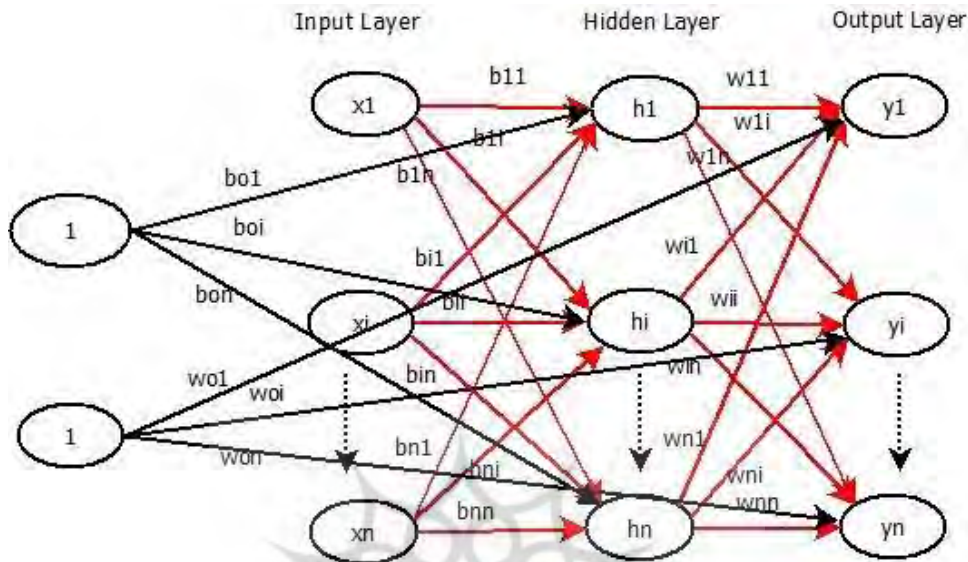 Input Layer Hidden Layer Output Layer
x1 b11 h1 w11 y1
b1i w1i
b1n w1n
bo1
1 boi
bi1 wi1
bon xi bii hi wii yi
wo1 woi bin win
1
won bn1 bni wn1 wni
xn bnn hn wnn yn